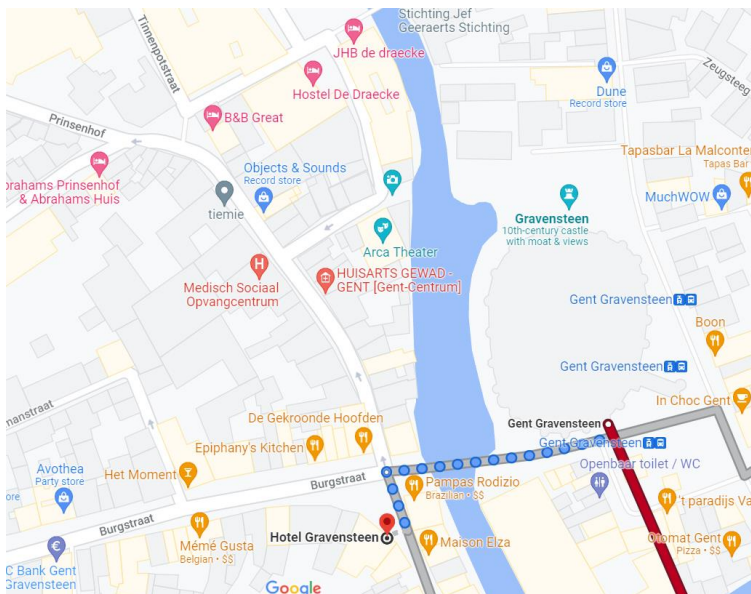 Stichting Jef
Geeraerts Stichting
Tinnenpotstraat
JHB de draecke
Hostel De Draecke
Zeugsteeg
Dune
Record store
Prinsenhof
B&B Great
Tapasbar La Malconten
Tapas Bar
Objects & Sounds
Record store
brahams Prinsenhof
& Abrahams Huis
tiemie
MuchWOW
Gravensteen
10th-century castle
with moat & views
Arca Theater
Medisch Sociaal
Opvangcentrum
HUISARTS GEWAD -
GENT [Gent-Centrum]
Gent Gravensteen
Boon
Gent Gravensteen
In Choc Gent
manstraat
De Gekroonde Hoofden
Gent Gravensteen
Epiphany's Kitchen
Gent Gravensteen
Avothea
Party store
ore
Het Moment
Burgstraat
Openbaar toilet / WC
Pampas Rodizio
Brazilian • $$
't paradijs Va
Burgstraat
Hotel Gravensteen
Mémé Gusta
Belgian • $$
Maison Elza
Otomat Gent
Pizza • $$
C Bank Gent
Gravensteen
Google